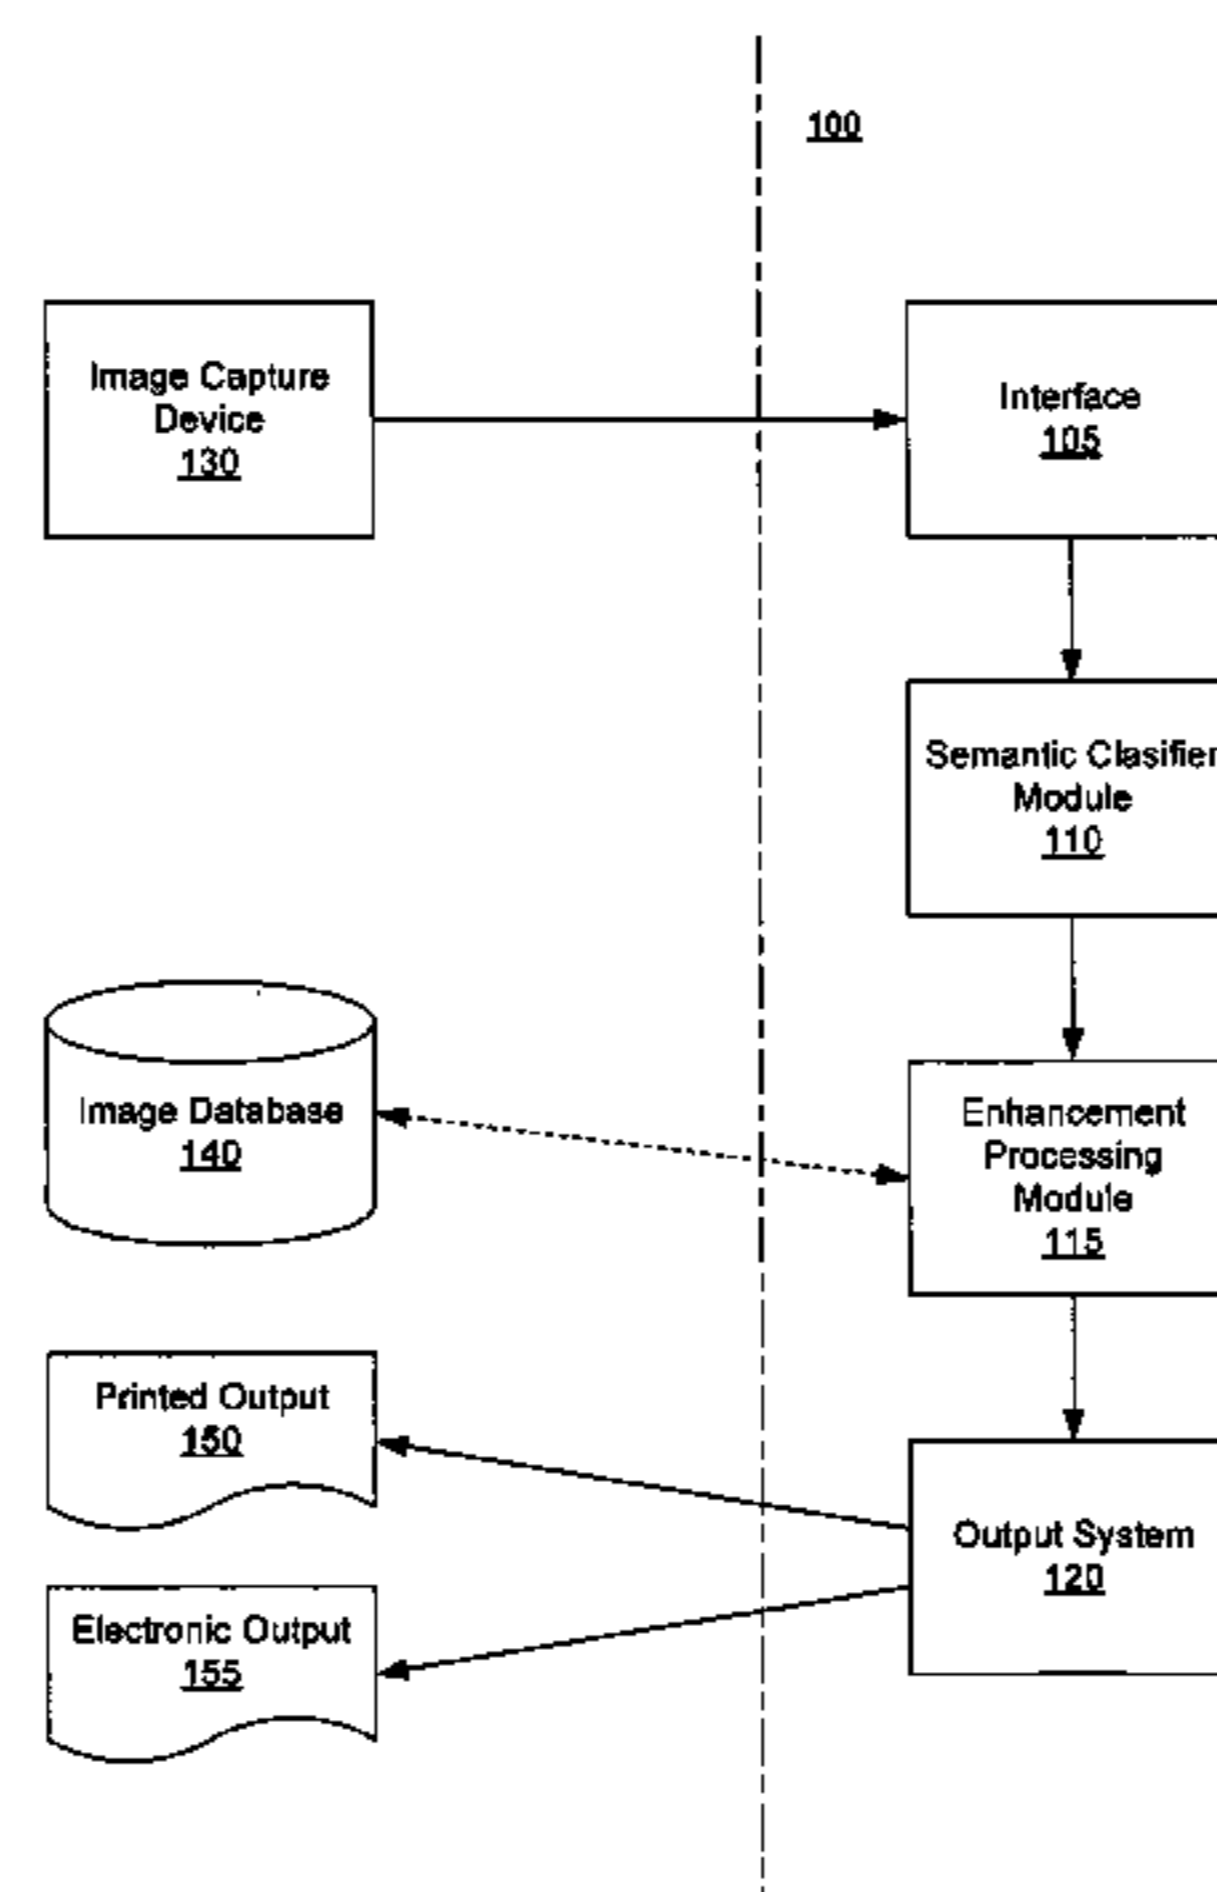 100
Image Capture
Device
130
Interface
105
Semantic Clasifier
Module
110
Image Database
140
Enhancement
Processing
Module
115
Printed Output
150
Output System
120
Electronic Output
155